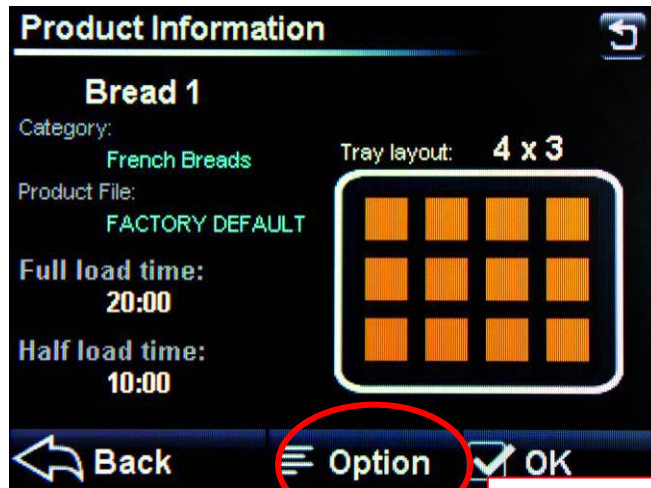 Product Information
Bread 1
Category:
French Breads
Tray layout: 4 x 3
Product File:
FACTORY DEFAULT
Full load time:
20:00
Half load time:
10:00
Back
Option
OK